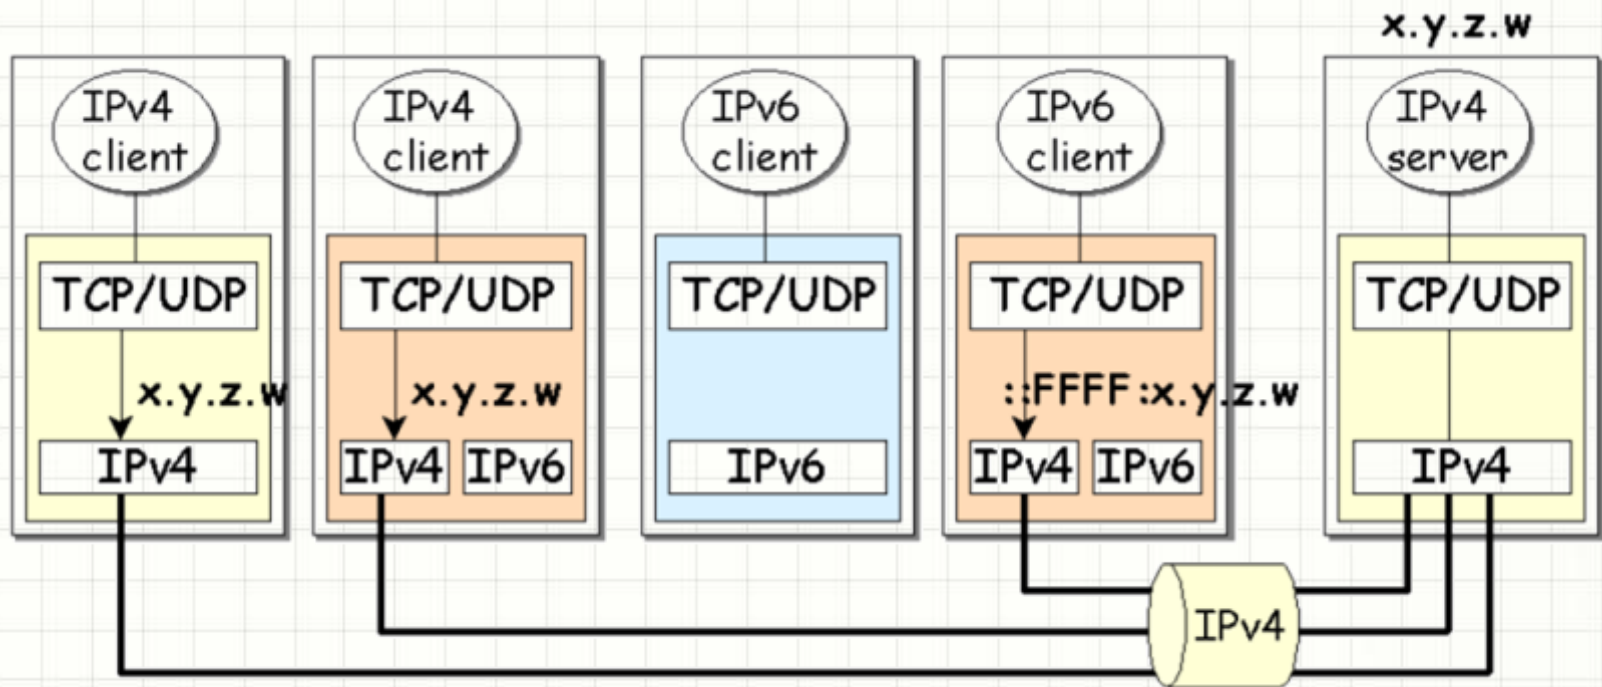 x.y.z.w
IPv4
client
IPv4
client
IPv6
client
IPv6
client
IPv4
server
TCP/UDP
TCP/UDP
TCP/UDP
TCP/UDP
TCP/UDP
x.y.z.w
x.y.z.w
::FFFF:x.y.z.w
IPv4
IPv4
IPv6
IPv6
IPv4
IPv6
IPv4
IPv4